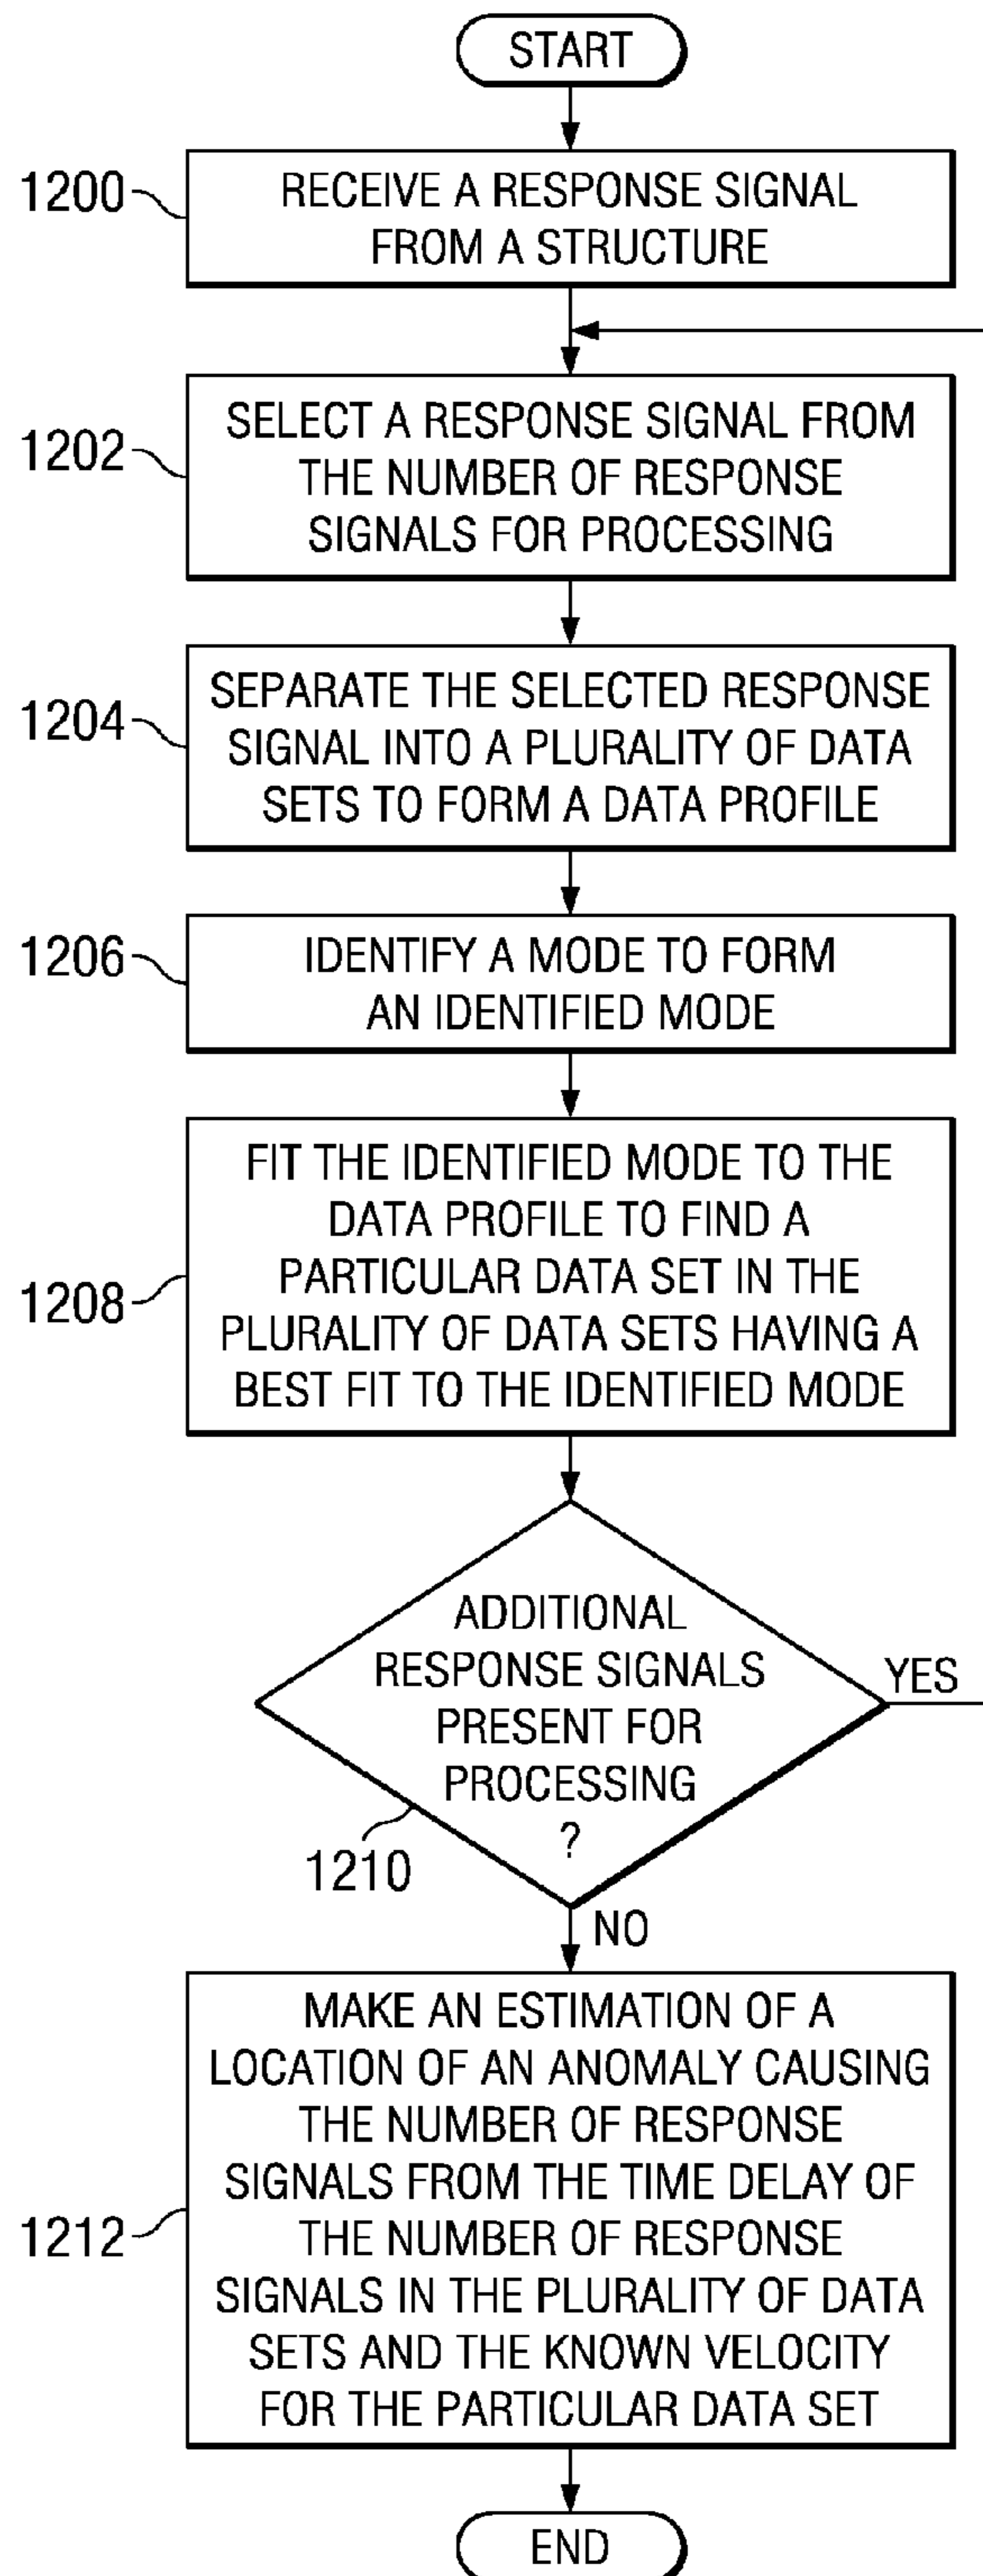 START
1200
RECEIVE A RESPONSE SIGNAL
FROM A STRUCTURE
1202
SELECT A RESPONSE SIGNAL FROM
THE NUMBER OF RESPONSE
SIGNALS FOR PROCESSING
1204
SEPARATE THE SELECTED RESPONSE
SIGNAL INTO A PLURALITY OF DATA
SETS TO FORM A DATA PROFILE
1206
IDENTIFY A MODE TO FORM
AN IDENTIFIED MODE
1208
FIT THE IDENTIFIED MODE TO THE
DATA PROFILE TO FIND A
PARTICULAR DATA SET IN THE
PLURALITY OF DATA SETS HAVING A
BEST FIT TO THE IDENTIFIED MODE
ADDITIONAL
RESPONSE SIGNALS
PRESENT FOR
PROCESSING
?
YES
1210
NO
1212
MAKE AN ESTIMATION OF A
LOCATION OF AN ANOMALY CAUSING
THE NUMBER OF RESPONSE
SIGNALS FROM THE TIME DELAY OF
THE NUMBER OF RESPONSE
SIGNALS IN THE PLURALITY OF DATA
SETS AND THE KNOWN VELOCITY
FOR THE PARTICULAR DATA SET
END